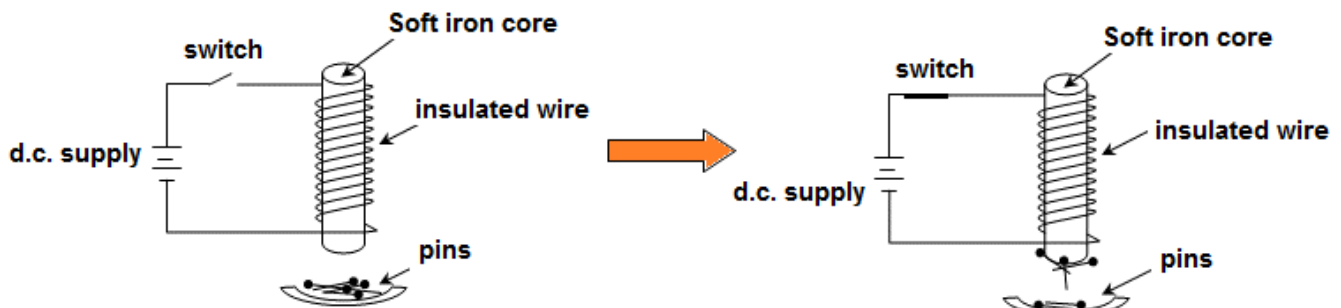 Soft iron core
switch
insulated wire
d.c. supply
pins
Soft iron core
switch
insulated wire
d.c. supply
pins